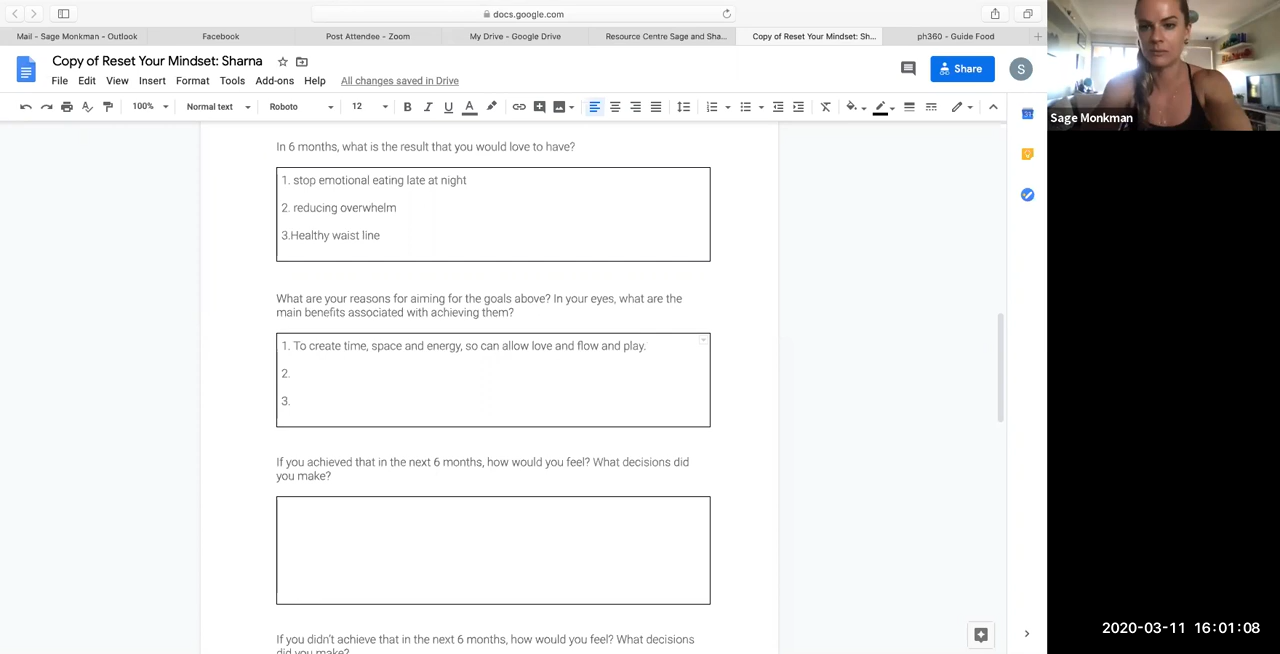 docs.google.com
Mail - Sage Monkman - Outlook
Facebook
Post Attendee - Zoom
My Drive - Google Drive
Resource Centre Sage and Sha...
Copy of Reset Your Mindset: Sh...
ph360 - Guide Food
Copy of Reset Your Mindset: Sharna
File Edit View Insert Format Tools Add-ons Help All changes saved in Drive
Share
S
100% Normal text Roboto 12 B I U A
31
Sage Monkman
In 6 months, what is the result that you would love to have?
1. stop emotional eating late at night
2. reducing overwhelm
3.Healthy waist line
What are your reasons for aiming for the goals above? In your eyes, what are the
main benefits associated with achieving them?
1. To create time, space and energy, so can allow love and flow and play.
2.
3.
If you achieved that in the next 6 months, how would you feel? What decisions did
you make?
If you didn't achieve that in the next 6 months, how would you feel? What decisions
did you make?
2020-03-11 16:01:08